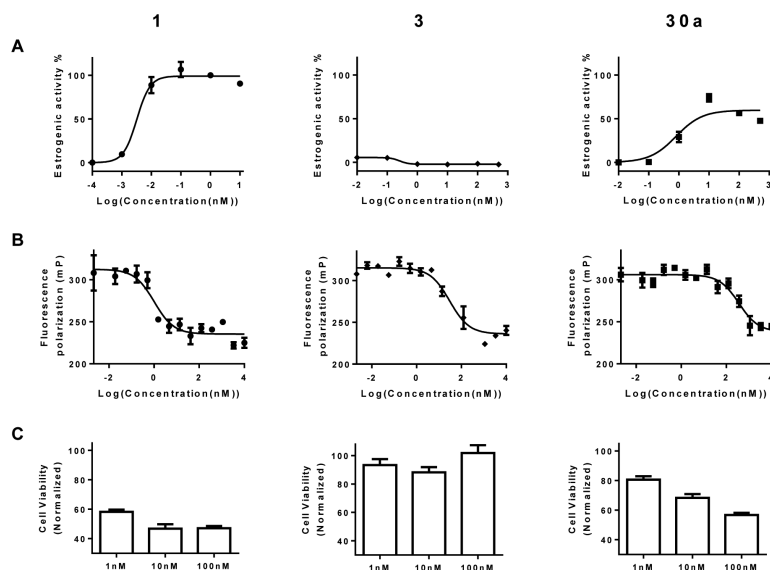 1 3 30a
A
Estrogenic activity %
100
50
0
-4 -3 -2 -1 0 1
Log(Concentration(nM))
Estrogenic activity %
100
50
0
-2 -1 0 1 2 3
Log(Concentration(nM))
Estrogenic activity %
100
50
0
-2 -1 0 1 2 3
Log(Concentration(nM))
B
Fluorescence
polarization (mP)
300
250
200
-2 0 2 4
Log(Concentration(nM))
Fluorescence
polarization (mP)
300
250
200
-2 0 2 4
Log(Concentration(nM))
Fluorescence
polarization (mP)
300
250
200
-2 0 2 4
Log(Concentration(nM))
C
Cell Viability
(Normalized)
100
80
60
40
1nM 10nM 100nM
Cell Viability
(Normalized)
100
80
60
40
1nM 10nM 100nM
Cell Viability
(Normalized)
100
80
60
40
1nM 10nM 100nM